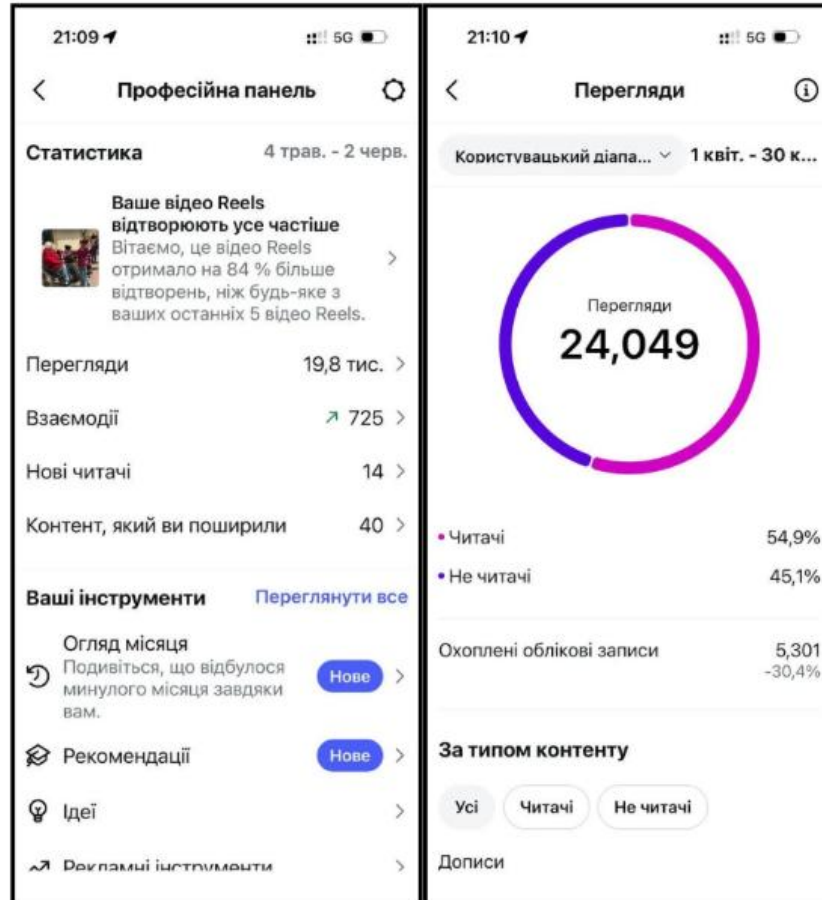 21:09
5G
Професійна панель
Статистика
4 трав. - 2 черв.
Ваше відео Reels
відтворюють усе частіше
Вітаємо, це відео Reels
отримало на 84 % більше
відтворень, ніж будь-яке з
ваших останніх 5 відео Reels.
Перегляди 19,8 тис.
Взаємодії 725
Нові читачі 14
Контент, який ви поширили 40
Ваші інструменти Переглянути все
Огляд місяця
Подивіться, що відбулося
минулого місяця завдяки
вам.
Нове
Рекомендації Нове
Ідеї
Рекламні інструменти
21:10
5G
Перегляди
Користувацький діапа... 1 квіт. - 30 к...
Перегляди
24,049
Читачі 54,9%
Не читачі 45,1%
Охоплені облікові записи 5,301
-30,4%
За типом контенту
Усі Читачі Не читачі
Дописи